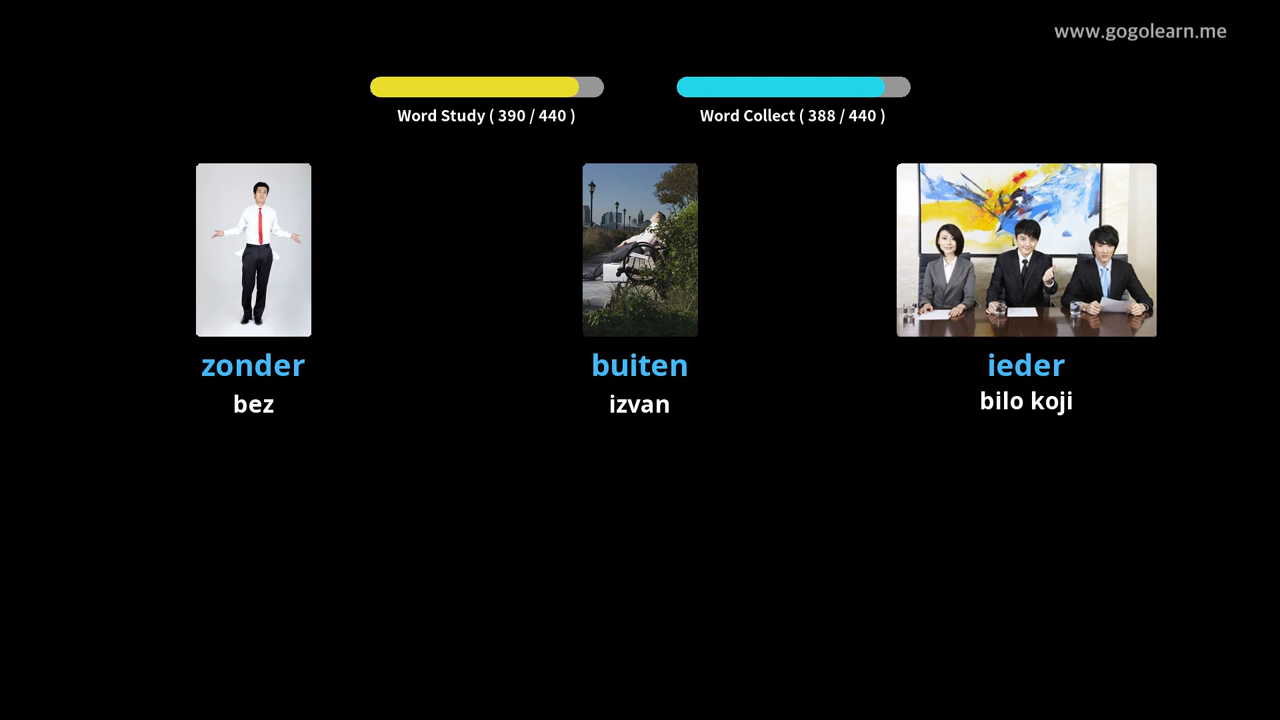 www.gogolearn.me
Word Study ( 390 / 440 )
Word Collect ( 388 / 440 )
zonder
bez
buiten
izvan
ieder
bilo koji